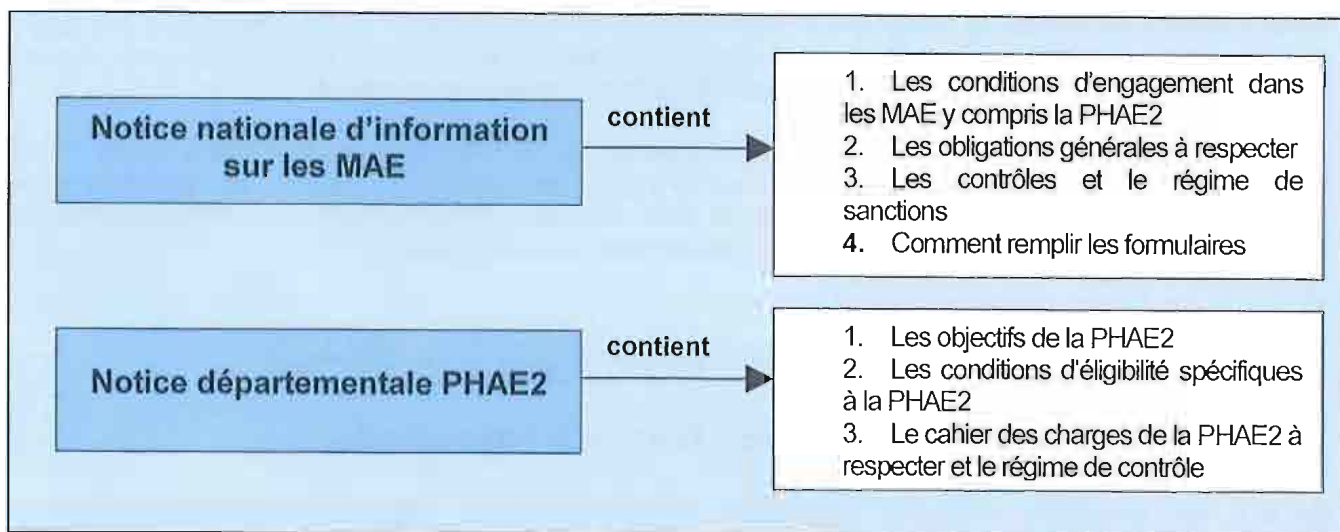 Notice nationale d'information
sur les MAE
contient
1. Les conditions d'engagement dans
les MAE y compris la PHAE2
2. Les obligations générales à respecter
3. Les contrôles et le régime de
sanctions
4. Comment remplir les formulaires
Notice départementale PHAE2
contient
1. Les objectifs de la PHAE2
2. Les conditions d'éligibilité spécifiques
à la PHAE2
3. Le cahier des charges de la PHAE2 à
respecter et le régime de contrôle